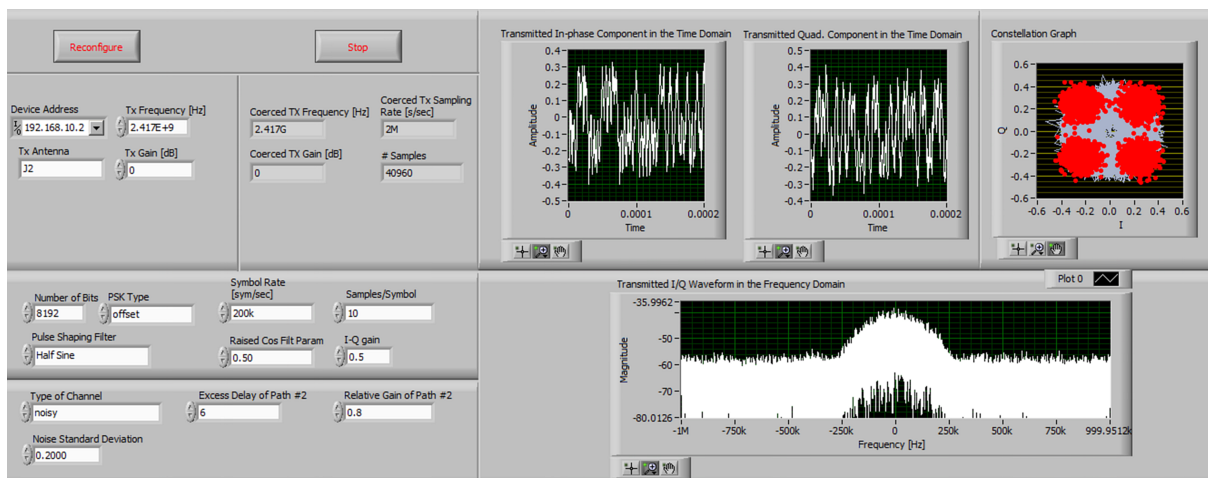 Reconfigure
Stop
Device Address
192.168.10.2
Tx Frequency [Hz]
2.417E+9
Tx Antenna
J2
Tx Gain [dB]
0
Coerced TX Frequency [Hz]
2.417G
Coerced Tx Sampling
Rate [s/sec]
2M
Coerced TX Gain [dB]
0
# Samples
40960
Transmitted In-phase Component in the Time Domain
Amplitude
0.4
0.3
0.2
0.1
0
-0.1
-0.2
-0.3
-0.4
-0.5
0 0.0001 0.0002
Time
Transmitted Quad. Component in the Time Domain
Amplitude
0.5
0.4
0.3
0.2
0.1
0
-0.1
-0.2
-0.3
-0.4
0 0.0001 0.0002
Time
Constellation Graph
Q
0.6
0.4
0.2
0.0
-0.2
-0.4
-0.6
-0.6 -0.4 -0.2 0.0 0.2 0.4 0.6
I
Number of Bits
8192
PSK Type
offset
Symbol Rate
[sym/sec]
200k
Samples/Symbol
10
Pulse Shaping Filter
Half Sine
Raised Cos Filt Param
0.50
I-Q gain
0.5
Type of Channel
noisy
Excess Delay of Path #2
6
Relative Gain of Path #2
0.8
Noise Standard Deviation
0.2000
Plot 0
Transmitted I/Q Waveform in the Frequency Domain
Magnitude
-35.9962
-50
-60
-70
-80.0126
-1M -750k -500k -250k 0 250k 500k 750k 999.9512k
Frequency [Hz]